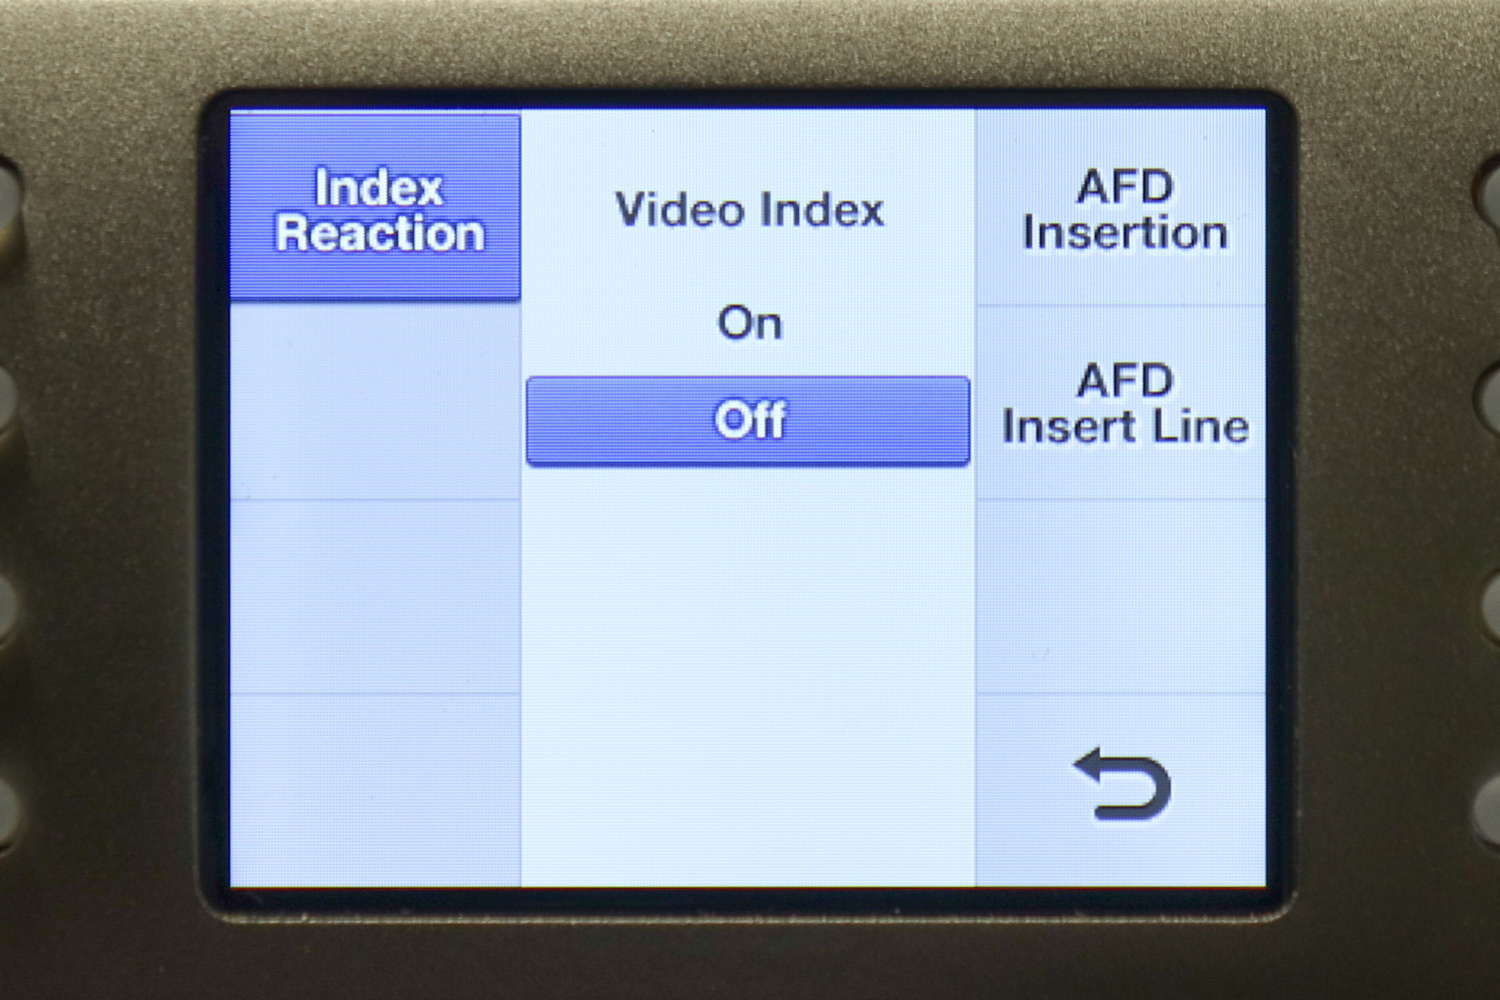 Index
Reaction
Video Index
On
Off
AFD
Insertion
AFD
Insert Line